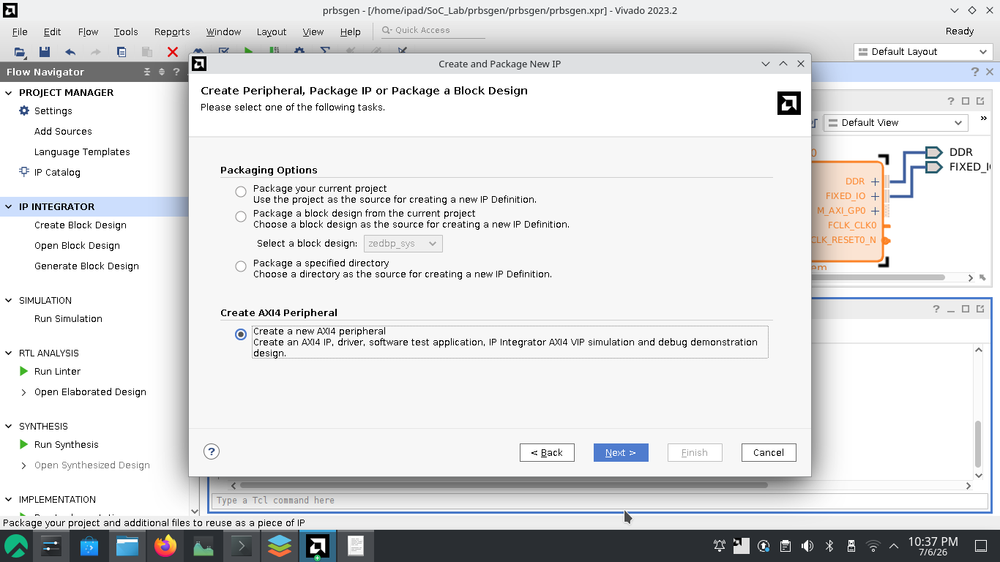 prbsgen - [/home/ipad/SoC_Lab/prbsgen/prbsgen/prbsgen.xpr] - Vivado 2023.2
File Edit Flow Tools Reports Window Layout View Help Quick Access Ready
Default Layout
Flow Navigator
PROJECT MANAGER
Settings
Add Sources
Language Templates
IP Catalog
IP INTEGRATOR
Create Block Design
Open Block Design
Generate Block Design
SIMULATION
Run Simulation
RTL ANALYSIS
Run Linter
Open Elaborated Design
SYNTHESIS
Run Synthesis
Open Synthesized Design
IMPLEMENTATION
Create and Package New IP
Create Peripheral, Package IP or Package a Block Design
Please select one of the following tasks.
Packaging Options
Package your current project
Use the project as the source for creating a new IP Definition.
Package a block design from the current project
Choose a block design as the source for creating a new IP Definition.
Select a block design: zedbp_sys
Package a specified directory
Choose a directory as the source for creating a new IP Definition.
Create AXI4 Peripheral
Create a new AXI4 peripheral
Create an AXI4 IP, driver, software test application, IP Integrator AXI4 VIP simulation and debug demonstration
design.
? < Back Next > Finish Cancel
Default View »
DDR
FIXED_I
DDR
FIXED_IO
M_AXI_GP0
FCLK_CLK0
CLK_RESET0_N
em
Type a Tcl command here
Package your project and additional files to reuse as a piece of IP
10:37 PM
7/6/26